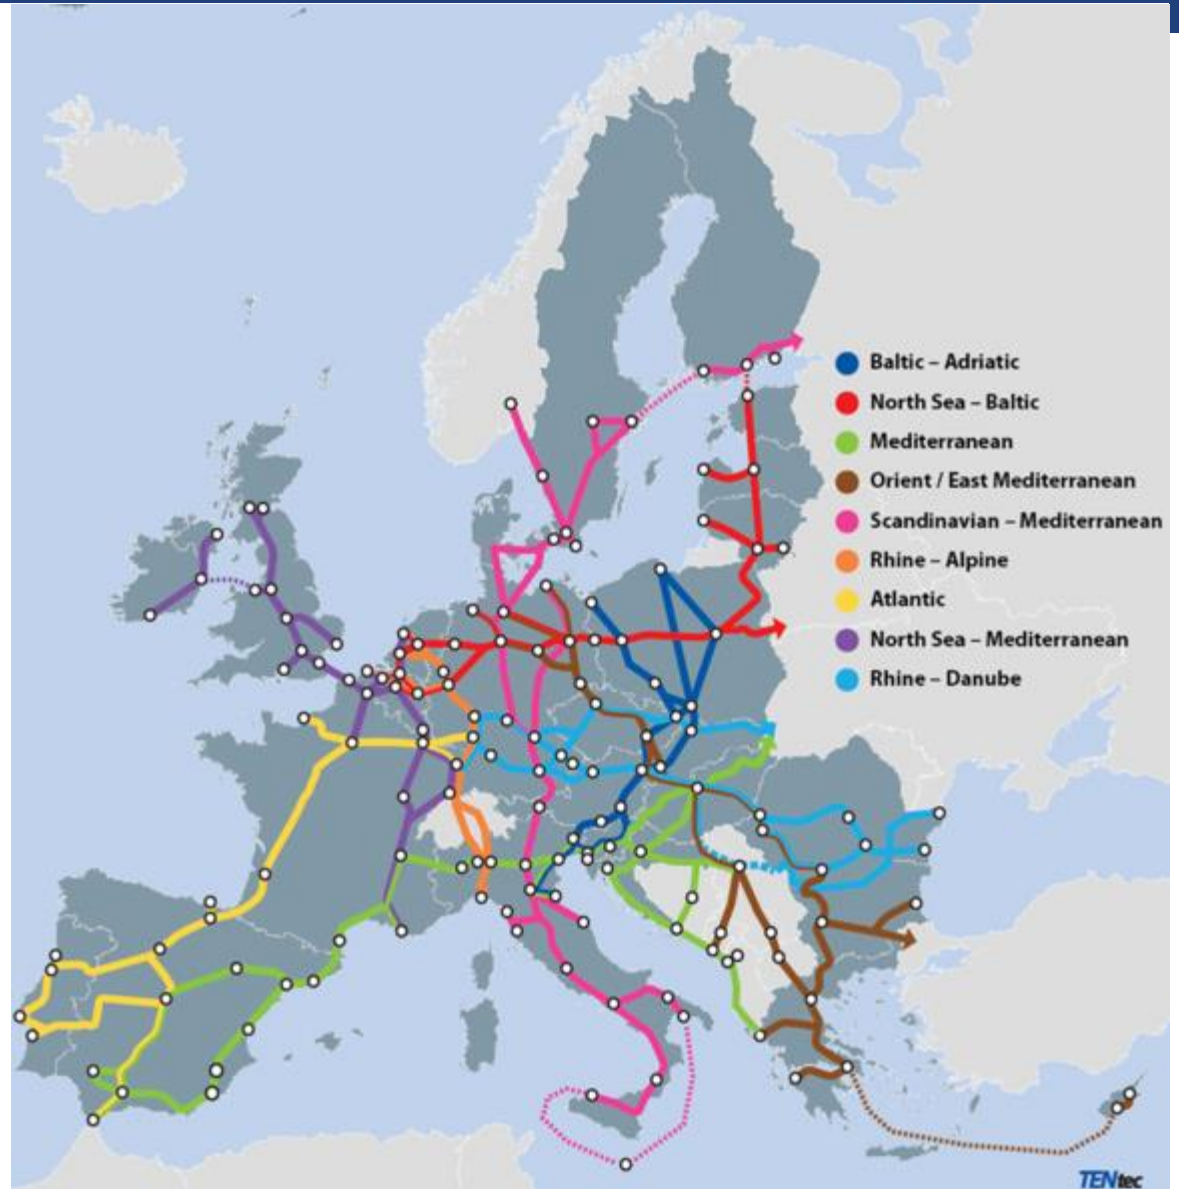 Baltic – Adriatic
North Sea – Baltic
Mediterranean
Orient / East Mediterranean
Scandinavian – Mediterranean
Rhine – Alpine
Atlantic
North Sea – Mediterranean
Rhine – Danube
TENtec